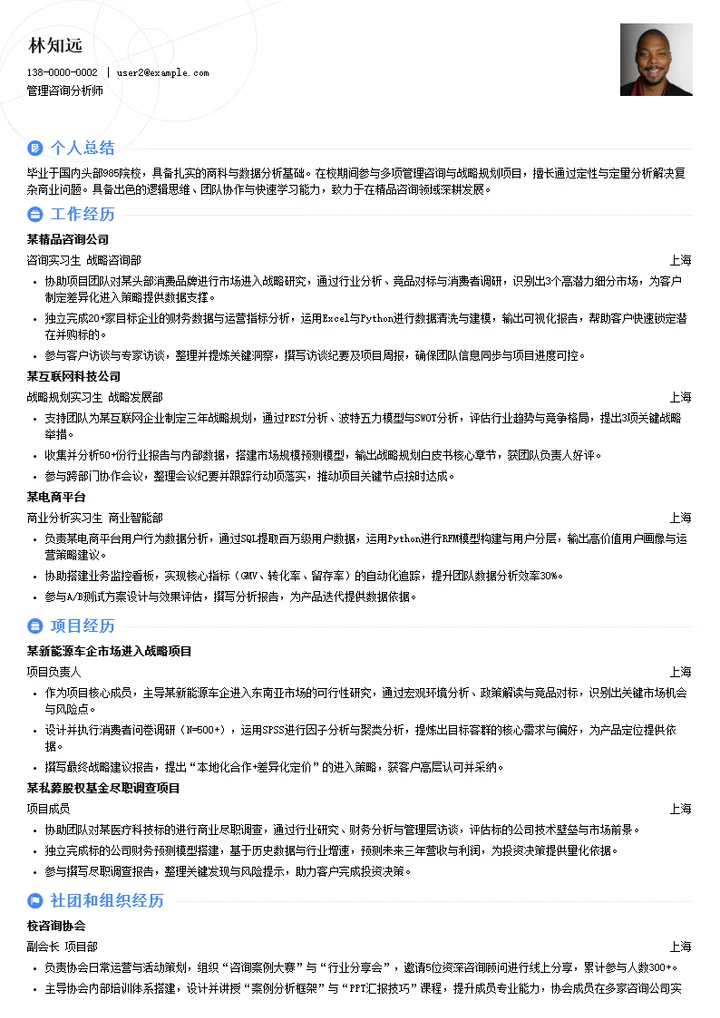 林知远
138-0000-0002 | user2@example.com
管理咨询分析师
个人总结
毕业于国内头部985院校，具备扎实的商科与数据分析基础。在校期间参与多项管理咨询与战略规划项目，擅长通过定性与定量分析解决复
杂商业问题。具备出色的逻辑思维、团队协作与快速学习能力，致力于在精品咨询领域深耕发展。
工作经历
某精品咨询公司
咨询实习生 战略咨询部 上海
• 协助项目团队对某头部消费品牌进行市场进入战略研究，通过行业分析、竞品对标与消费者调研，识别出3个高潜力细分市场，为客户
制定差异化进入策略提供数据支撑。
• 独立完成20+家目标企业的财务数据与运营指标分析，运用Excel与Python进行数据清洗与建模，输出可视化报告，帮助客户快速锁定潜
在并购标的。
• 参与客户访谈与专家访谈，整理并提炼关键洞察，撰写访谈纪要及项目周报，确保团队信息同步与项目进度可控。
某互联网科技公司
战略规划实习生 战略发展部 上海
• 支持团队为某互联网企业制定三年战略规划，通过PEST分析、波特五力模型与SWOT分析，评估行业趋势与竞争格局，提出3项关键战略
举措。
• 收集并分析50+份行业报告与内部数据，搭建市场规模预测模型，输出战略规划白皮书核心章节，获团队负责人好评。
• 参与跨部门协作会议，整理会议纪要并跟踪行动项落实，推动项目关键节点按时达成。
某电商平台
商业分析实习生 商业智能部 上海
• 负责某电商平台用户行为数据分析，通过SQL提取百万级用户数据，运用Python进行RFM模型构建与用户分层，输出高价值用户画像与运
营策略建议。
• 协助搭建业务监控看板，实现核心指标（GMV、转化率、留存率）的自动化追踪，提升团队数据分析效率30%。
• 参与A/B测试方案设计与效果评估，撰写分析报告，为产品迭代提供数据依据。
项目经历
某新能源车企市场进入战略项目
项目负责人 上海
• 作为项目核心成员，主导某新能源车企进入东南亚市场的可行性研究，通过宏观环境分析、政策解读与竞品对标，识别出关键市场机会
与风险点。
• 设计并执行消费者问卷调研（N=500+），运用SPSS进行因子分析与聚类分析，提炼出目标客群的核心需求与偏好，为产品定位提供依
据。
• 撰写最终战略建议报告，提出“本地化合作+差异化定价”的进入策略，获客户高层认可并采纳。
某私募股权基金尽职调查项目
项目成员 上海
• 协助团队对某医疗科技标的进行商业尽职调查，通过行业研究、财务分析与管理层访谈，评估标的公司技术壁垒与市场前景。
• 独立完成标的公司财务预测模型搭建，基于历史数据与行业增速，预测未来三年营收与利润，为投资决策提供量化依据。
• 参与撰写尽职调查报告，整理关键发现与风险提示，助力客户完成投资决策。
社团和组织经历
校咨询协会
副会长 项目部 上海
• 负责协会日常运营与活动策划，组织“咨询案例大赛”与“行业分享会”，邀请5位资深咨询顾问进行线上分享，累计参与人数300+。
• 主导协会内部培训体系搭建，设计并讲授“案例分析框架”与“PPT汇报技巧”课程，提升成员专业能力，协会成员在多家咨询公司实